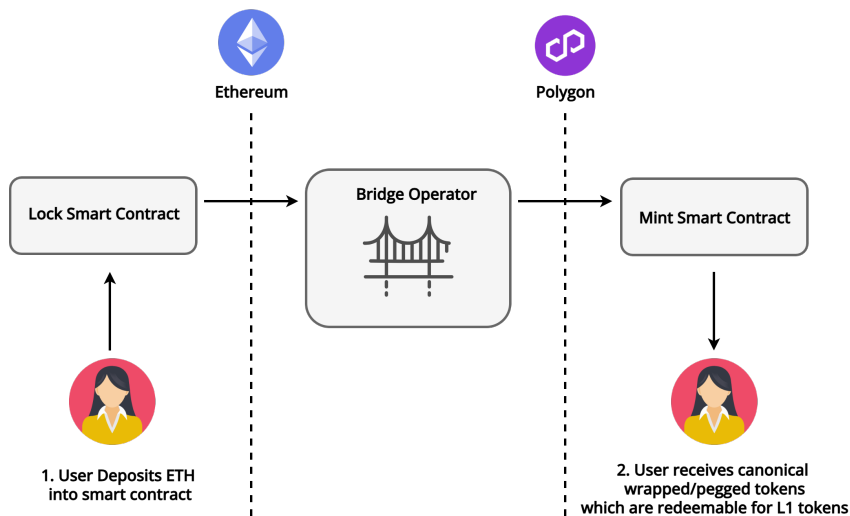 Ethereum
Polygon
Lock Smart Contract
Bridge Operator
Mint Smart Contract
1. User Deposits ETH
into smart contract
2. User receives canonical
wrapped/pegged tokens
which are redeemable for L1 tokens